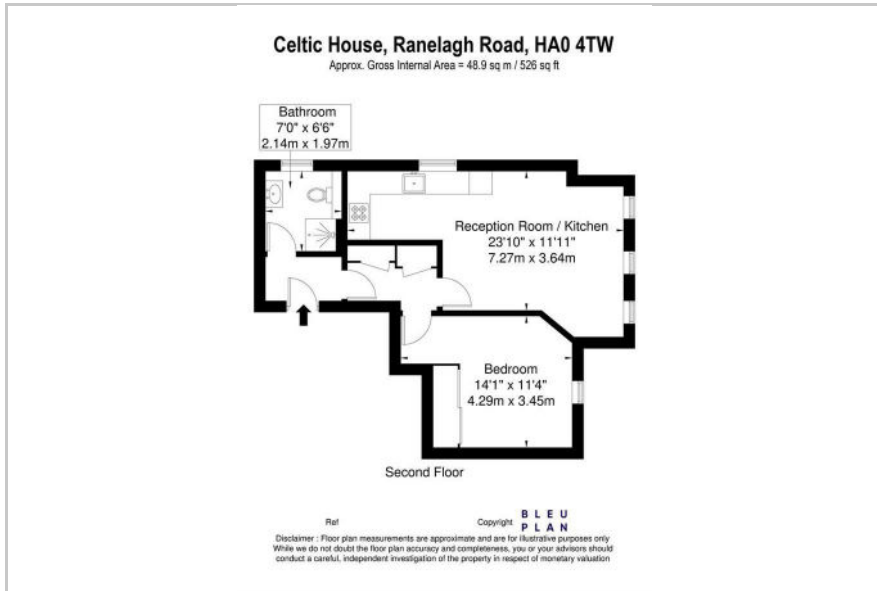 Celtic House, Ranelagh Road, HA0 4TW
Approx. Gross Internal Area = 48.9 sq m / 526 sq ft
Bathroom
7'0" x 6'6"
2.14m x 1.97m
Reception Room / Kitchen
23'10" x 11'11"
7.27m x 3.64m
Bedroom
14'1" x 11'4"
4.29m x 3.45m
Second Floor
Ref
Copyright
BLEU
PLAN
Disclaimer : Floor plan measurements are approximate and are for illustrative purposes only
While we do not doubt the floor plan accuracy and completeness, you or your advisors should
conduct a careful, independent investigation of the property in respect of monetary valuation